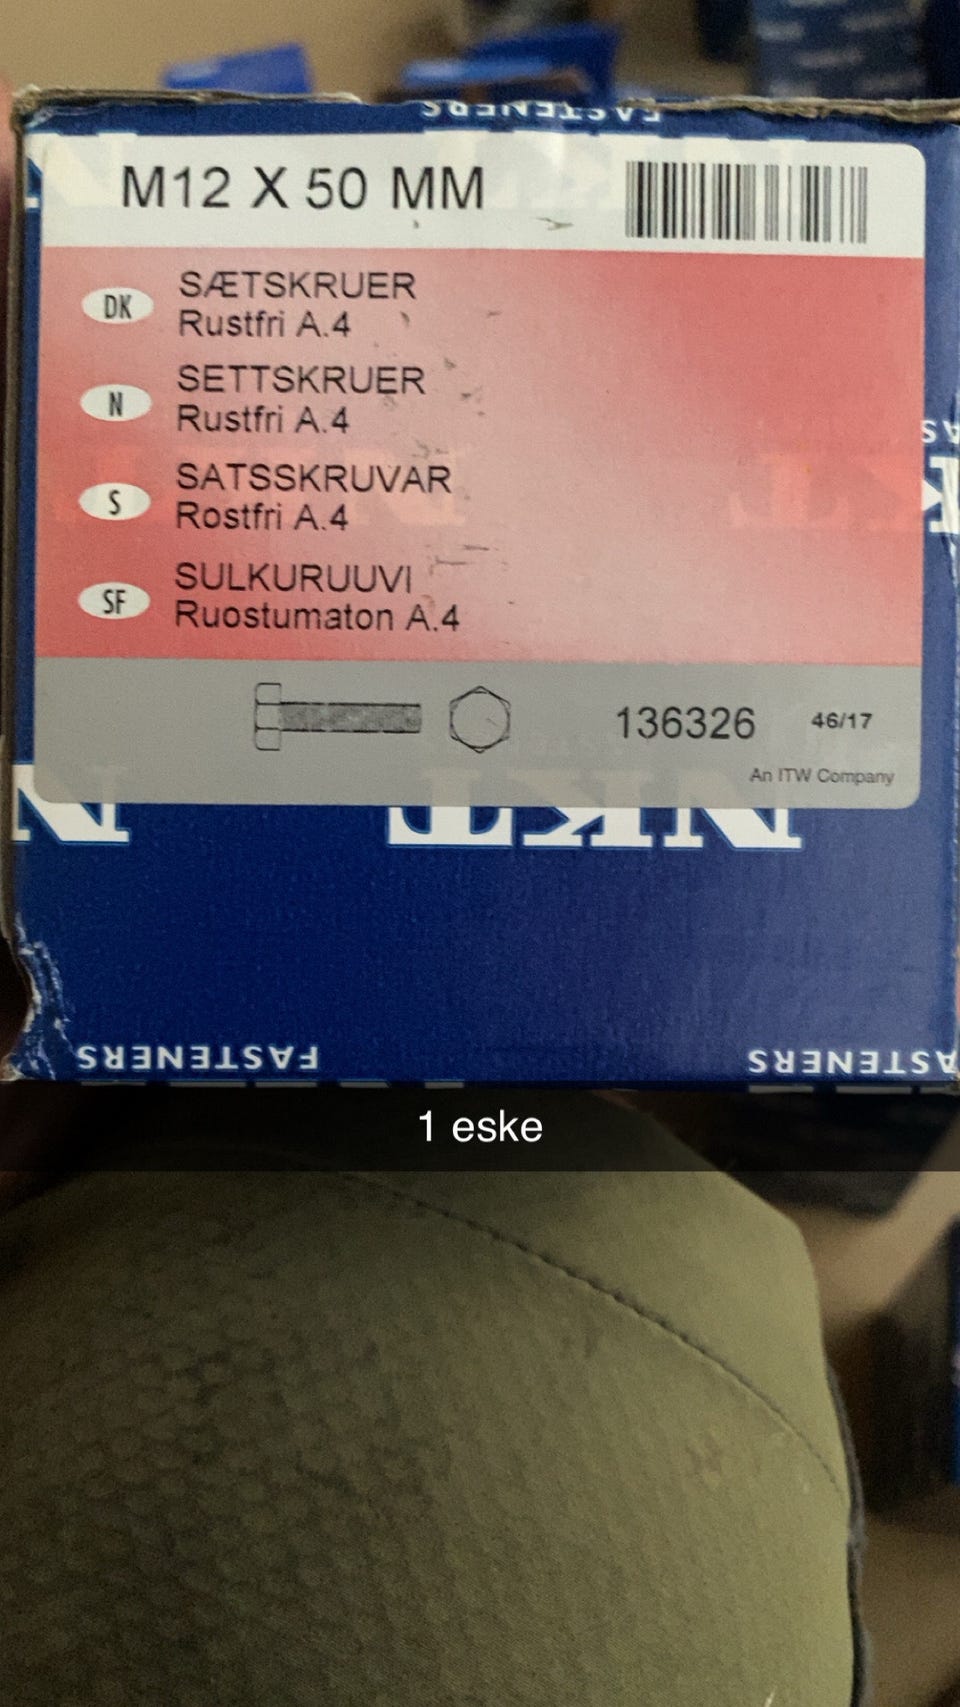 FASTENERS
M12 X 50 MM
DK
SÆTSKRUER
Rustfri A.4
N
SETTSKRUER
Rustfri A.4
S
SATSSKRUVAR
Rostfri A.4
SF
SULKURUUVI
Ruostumaton A.4
136326 46/17
An ITW Company
NKT
FASTENERS
1 eske